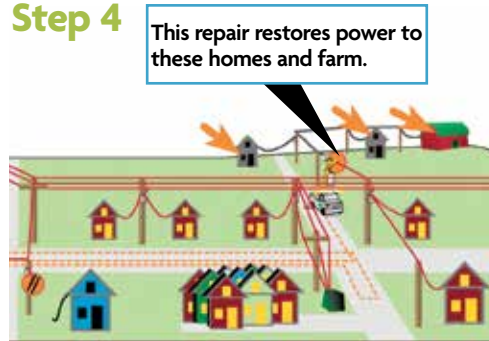 Step 4
This repair restores power to
these homes and farm.